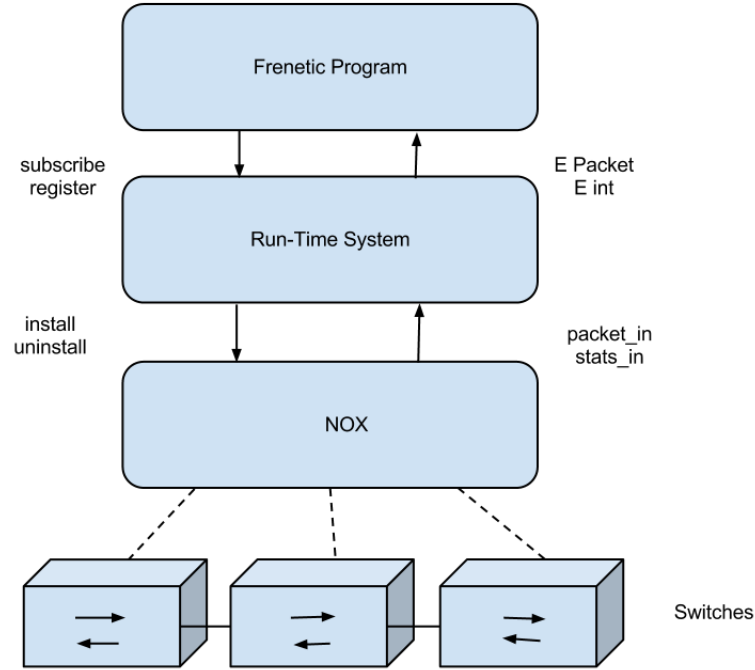 Frenetic Program
subscribe
register
E Packet
E int
Run-Time System
install
uninstall
packet_in
stats_in
NOX
Switches